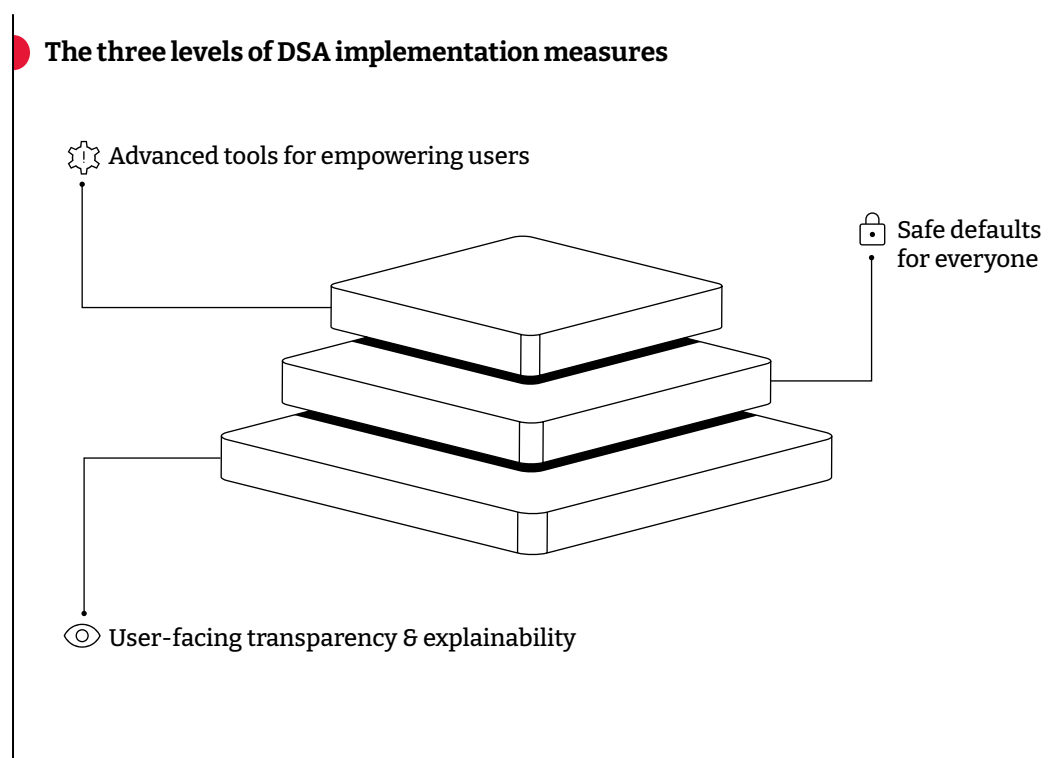 The three levels of DSA implementation measures
Advanced tools for empowering users
Safe defaults
for everyone
User-facing transparency & explainability